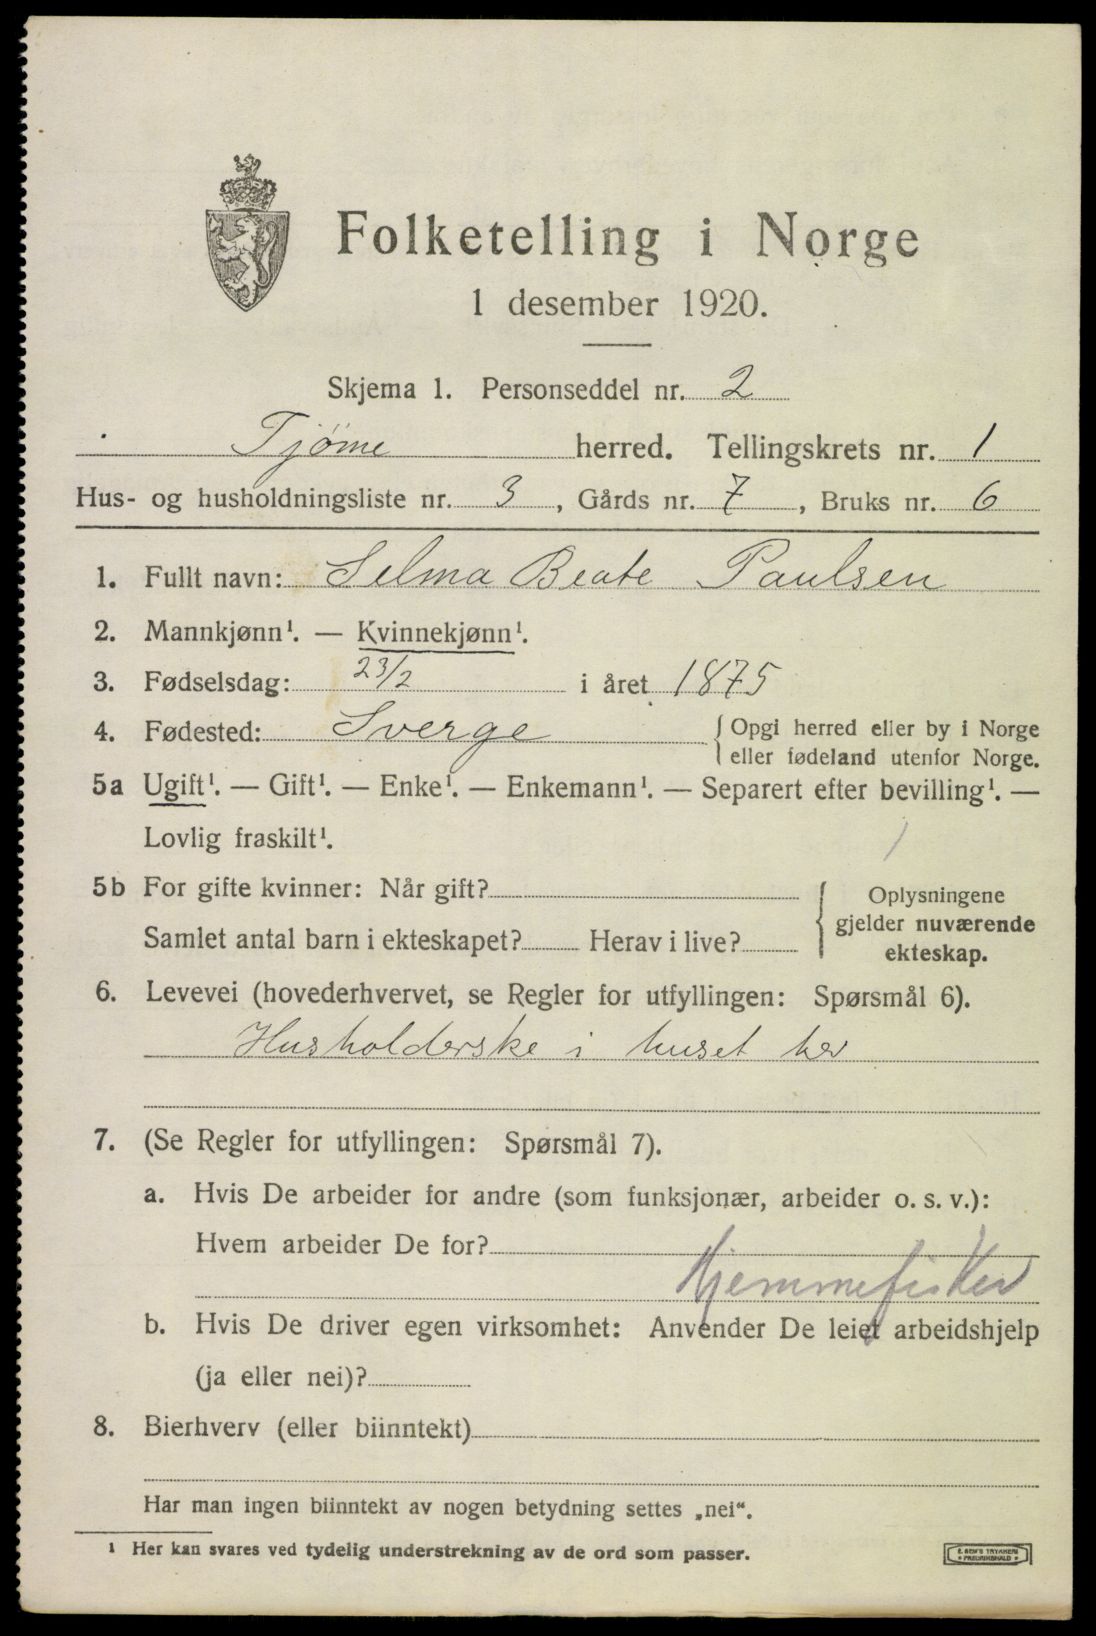 Folketelling i Norge
1 desember 1920.
Skjema 1. Personseddel nr. 2
Tjøme herred. Tellingskrets nr. 1
Hus- og husholdningsliste nr. 3, Gårds nr. 7, Bruks nr. 6
1. Fullt navn: Selma Beate Paulsen
2. Mannkjønn¹. — Kvinnekjønn¹.
3. Fødselsdag: 23/2 i året 1875
4. Fødested: Sverge { Opgi herred eller by i Norge
eller fødeland utenfor Norge.
5a Ugift¹. — Gift¹. — Enke¹. — Enkemann¹. — Separert efter bevilling¹. —
Lovlig fraskilt¹. /
5b For gifte kvinner: Når gift? { Oplysningene
gjelder nuværende
Samlet antal barn i ekteskapet? Herav i live?
ekteskap.
6. Levevei (hovederhvervet, se Regler for utfyllingen: Spørsmål 6).
Husholderske i huset her
7. (Se Regler for utfyllingen: Spørsmål 7).
a. Hvis De arbeider for andre (som funksjonær, arbeider o. s. v.):
Hvem arbeider De for?
Hjemmefisker
b. Hvis De driver egen virksomhet: Anvender De leiet arbeidshjelp
(ja eller nei)?
8. Bierhverv (eller biinntekt)
Har man ingen biinntekt av nogen betydning settes „nei“.
¹ Her kan svares ved tydelig understrekning av de ord som passer.
E. SEM'S TRYKKERI
FREDRIKSHALD